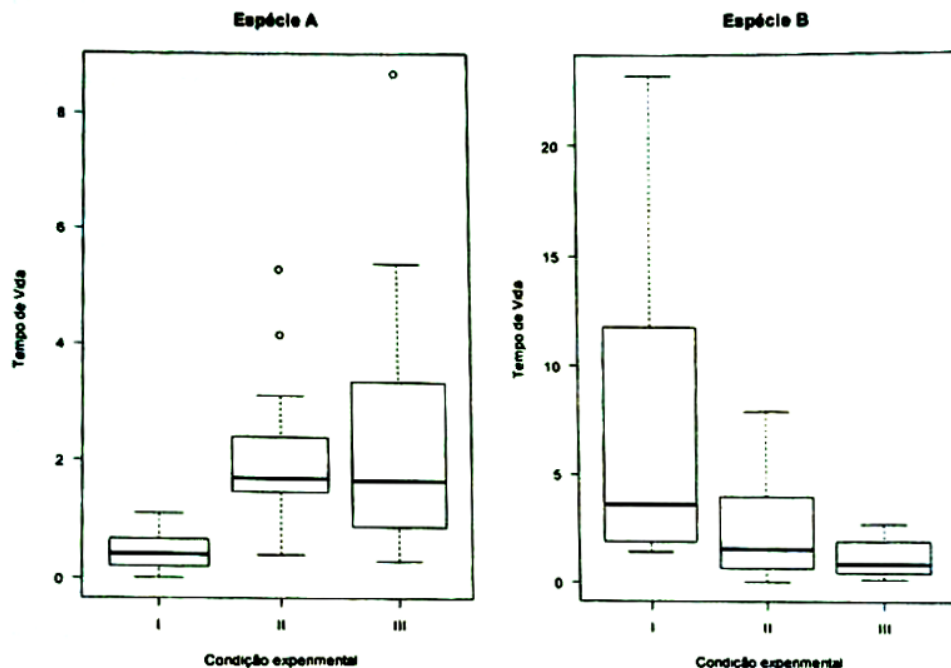 Espécie A
Tempo de Vida
8
6
4
2
0
I
II
III
Condição experimental
Espécie B
Tempo de Vida
20
15
10
5
0
I
II
III
Condição experimental